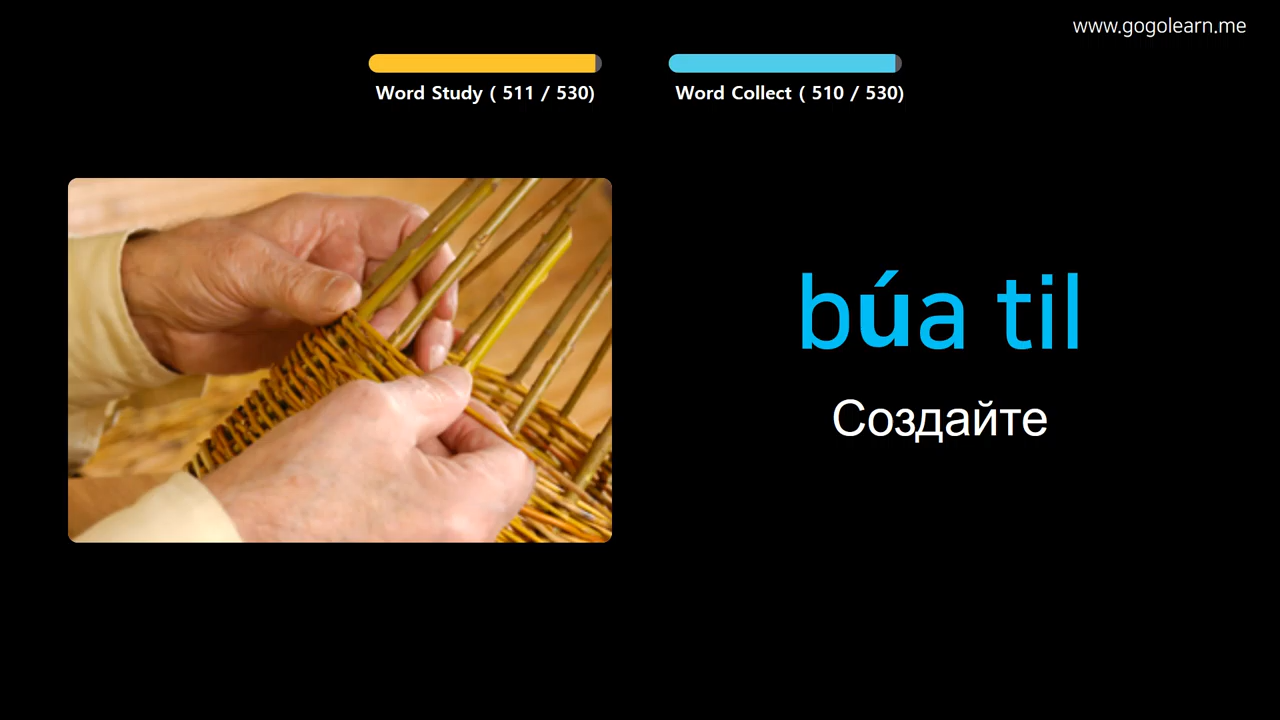 www.gogolearn.me
Word Study ( 511 / 530)
Word Collect ( 510 / 530)
búa til
Создайте